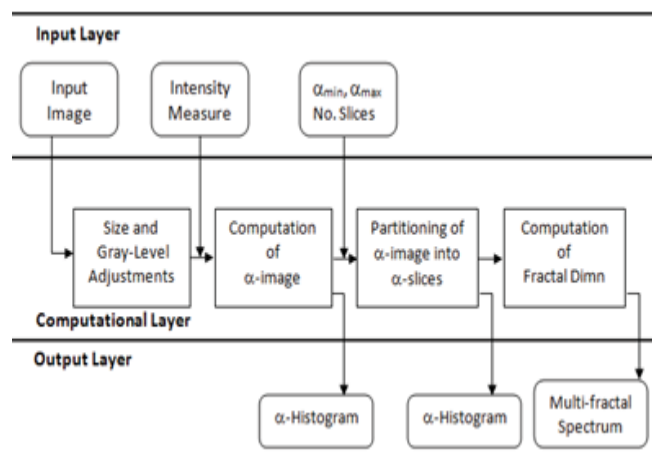 Input Layer
Input
Image
Intensity
Measure
αmin, αmax
No. Slices
Size and
Gray-Level
Adjustments
Computation
of
α-image
Partitioning of
α-image into
α-slices
Computation
of
Fractal Dimn
Computational Layer
Output Layer
α-Histogram
α-Histogram
Multi-fractal
Spectrum